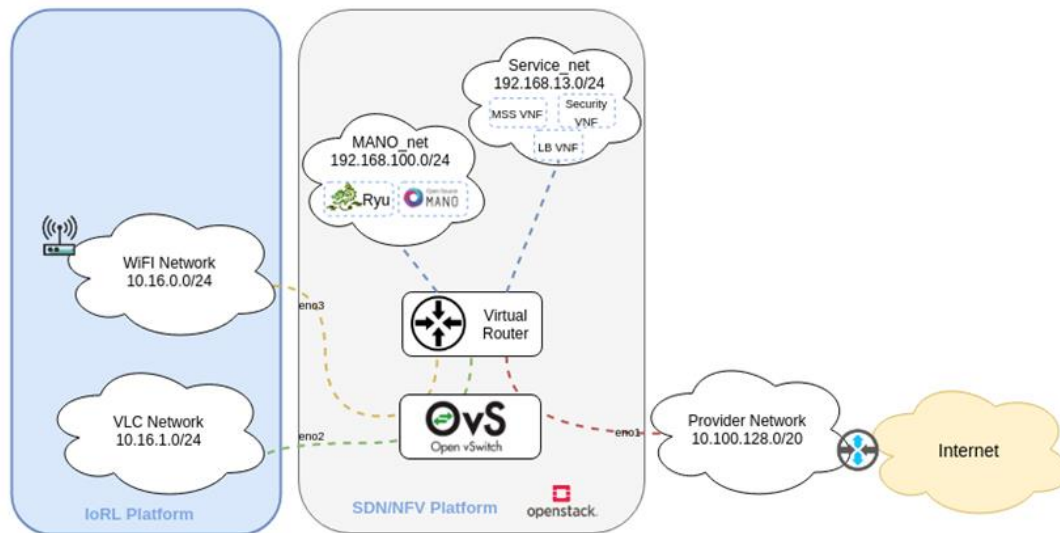 Service_net
192.168.13.0/24
MSS VNF
Security
VNF
LB VNF
MANO_net
192.168.100.0/24
Ryu
Open Source
MANO
WiFI Network
10.16.0.0/24
eno3
Virtual
Router
VLC Network
10.16.1.0/24
eno2
OvS
Open vSwitch
eno1
Provider Network
10.100.128.0/20
Internet
IoRL Platform
SDN/NFV Platform
openstack.